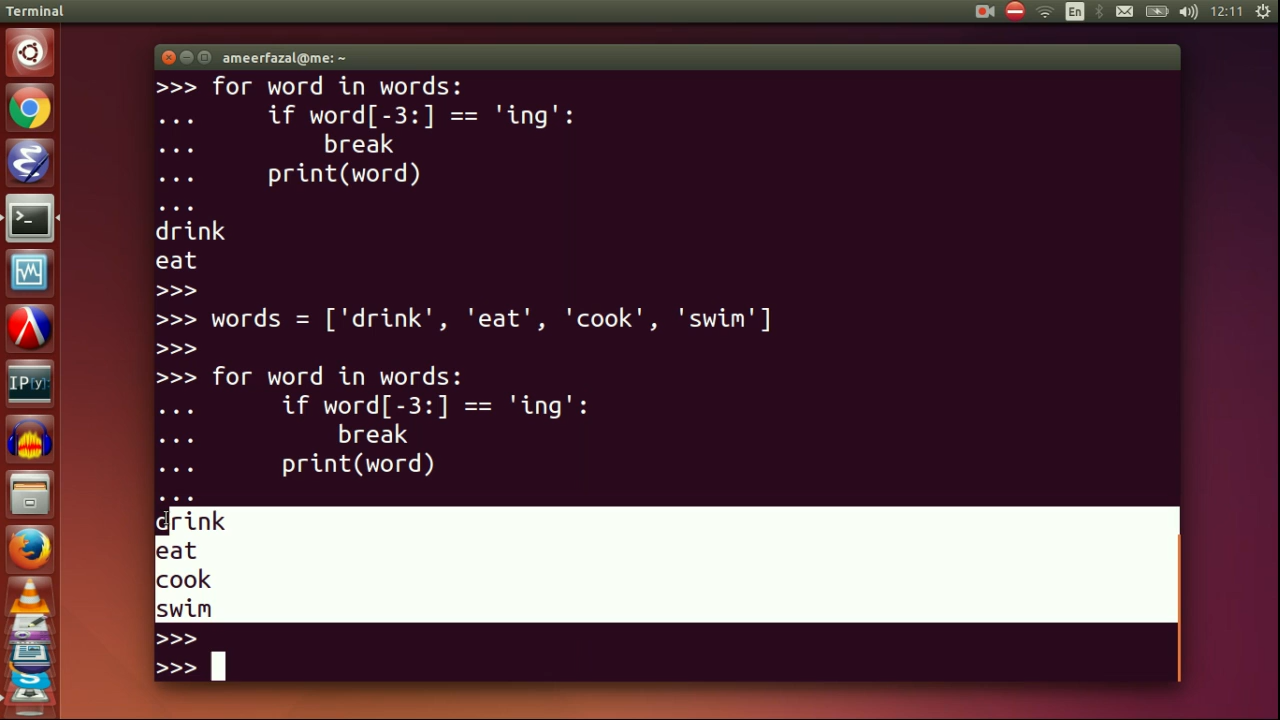 Terminal
En
12:11
ameerfazal@me: ~
>>> for word in words:
...     if word[-3:] == 'ing':
...         break
...     print(word)
...
drink
eat
>>>
>>> words = ['drink', 'eat', 'cook', 'swim']
>>>
>>> for word in words:
...      if word[-3:] == 'ing':
...          break
...      print(word)
...
drink
eat
cook
swim
>>>
>>>
IP[y]: